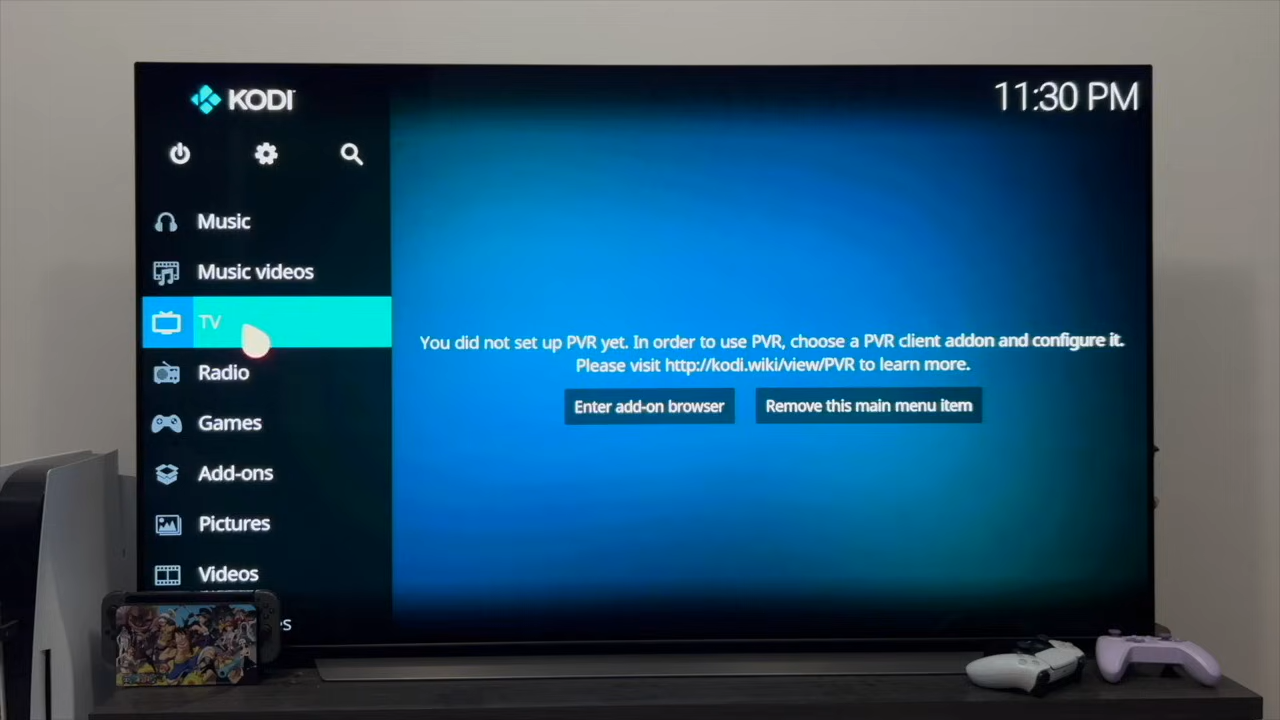 KODI
11:30 PM
Music
Music videos
TV
Radio
Games
Add-ons
Pictures
Videos
You did not set up PVR yet. In order to use PVR, choose a PVR client addon and configure it.
Please visit http://kodi.wiki/view/PVR to learn more.
Enter add-on browser
Remove this main menu item